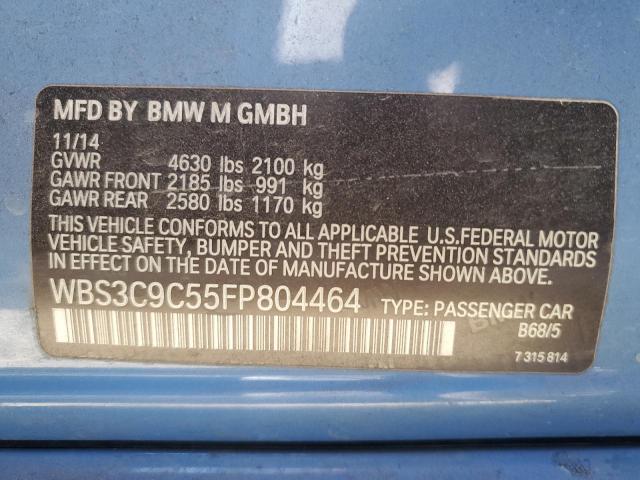 MFD BY BMW M GMBH
11/14
GVWR 4630 lbs 2100 kg
GAWR FRONT 2185 lbs 991 kg
GAWR REAR 2580 lbs 1170 kg
THIS VEHICLE CONFORMS TO ALL APPLICABLE U.S.FEDERAL MOTOR
VEHICLE SAFETY, BUMPER AND THEFT PREVENTION STANDARDS
IN EFFECT ON THE DATE OF MANUFACTURE SHOWN ABOVE.
WBS3C9C55FP804464 TYPE: PASSENGER CAR
B68/5
7 315 814